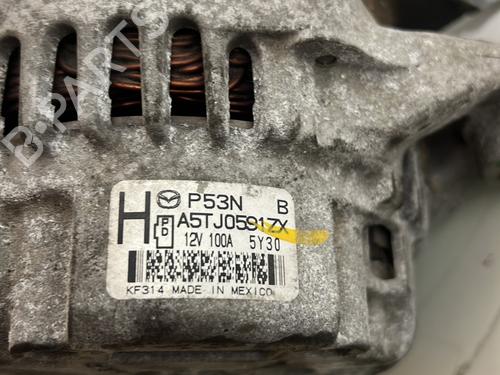 B-PARTS
P53N B
H A5TJ0591ZX
12V 100A 5Y30
KF314 MADE IN MEXICO